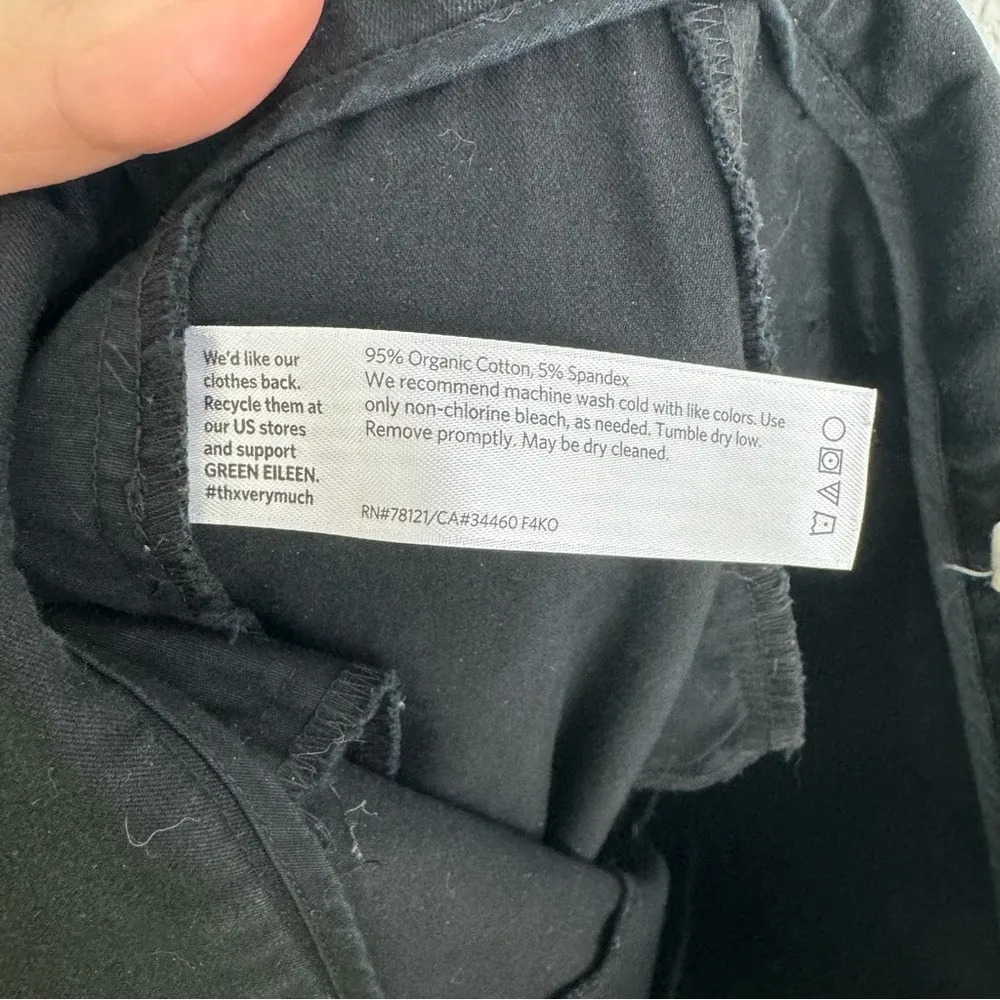 We'd like our
clothes back.
Recycle them at
our US stores
and support
GREEN EILEEN.
#thxverymuch
95% Organic Cotton, 5% Spandex
We recommend machine wash cold with like colors. Use
only non-chlorine bleach, as needed. Tumble dry low.
Remove promptly. May be dry cleaned.
RN#78121/CA#34460 F4KO